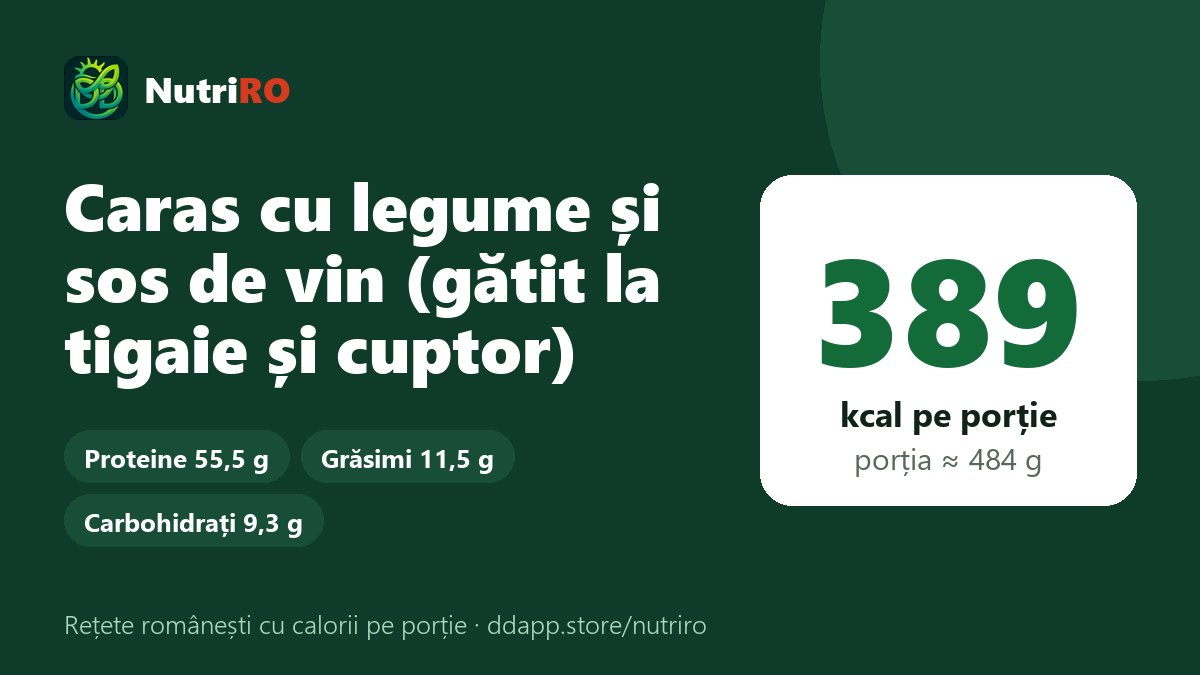 NutriRO
Caras cu legume și
sos de vin (gătit la
tigaie și cuptor)
389
kcal pe porție
porția ≈ 484 g
Proteine 55,5 g
Grăsimi 11,5 g
Carbohidrați 9,3 g
Rețete românești cu calorii pe porție · ddapp.store/nutriro